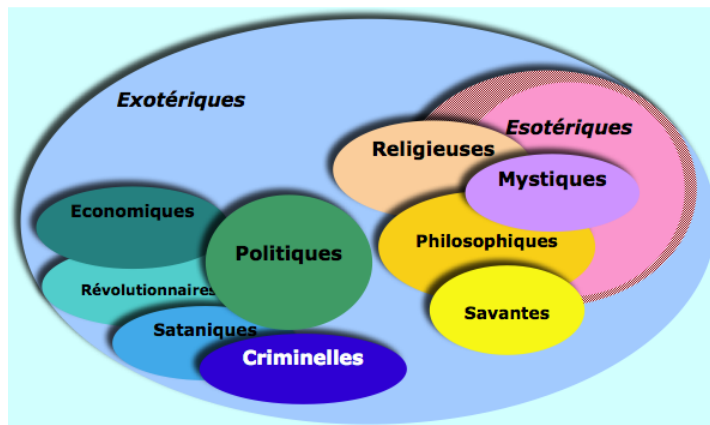 Exotériques
Esotériques
Religieuses
Mystiques
Economiques
Politiques
Philosophiques
Révolutionnaires
Savantes
Sataniques
Criminelles